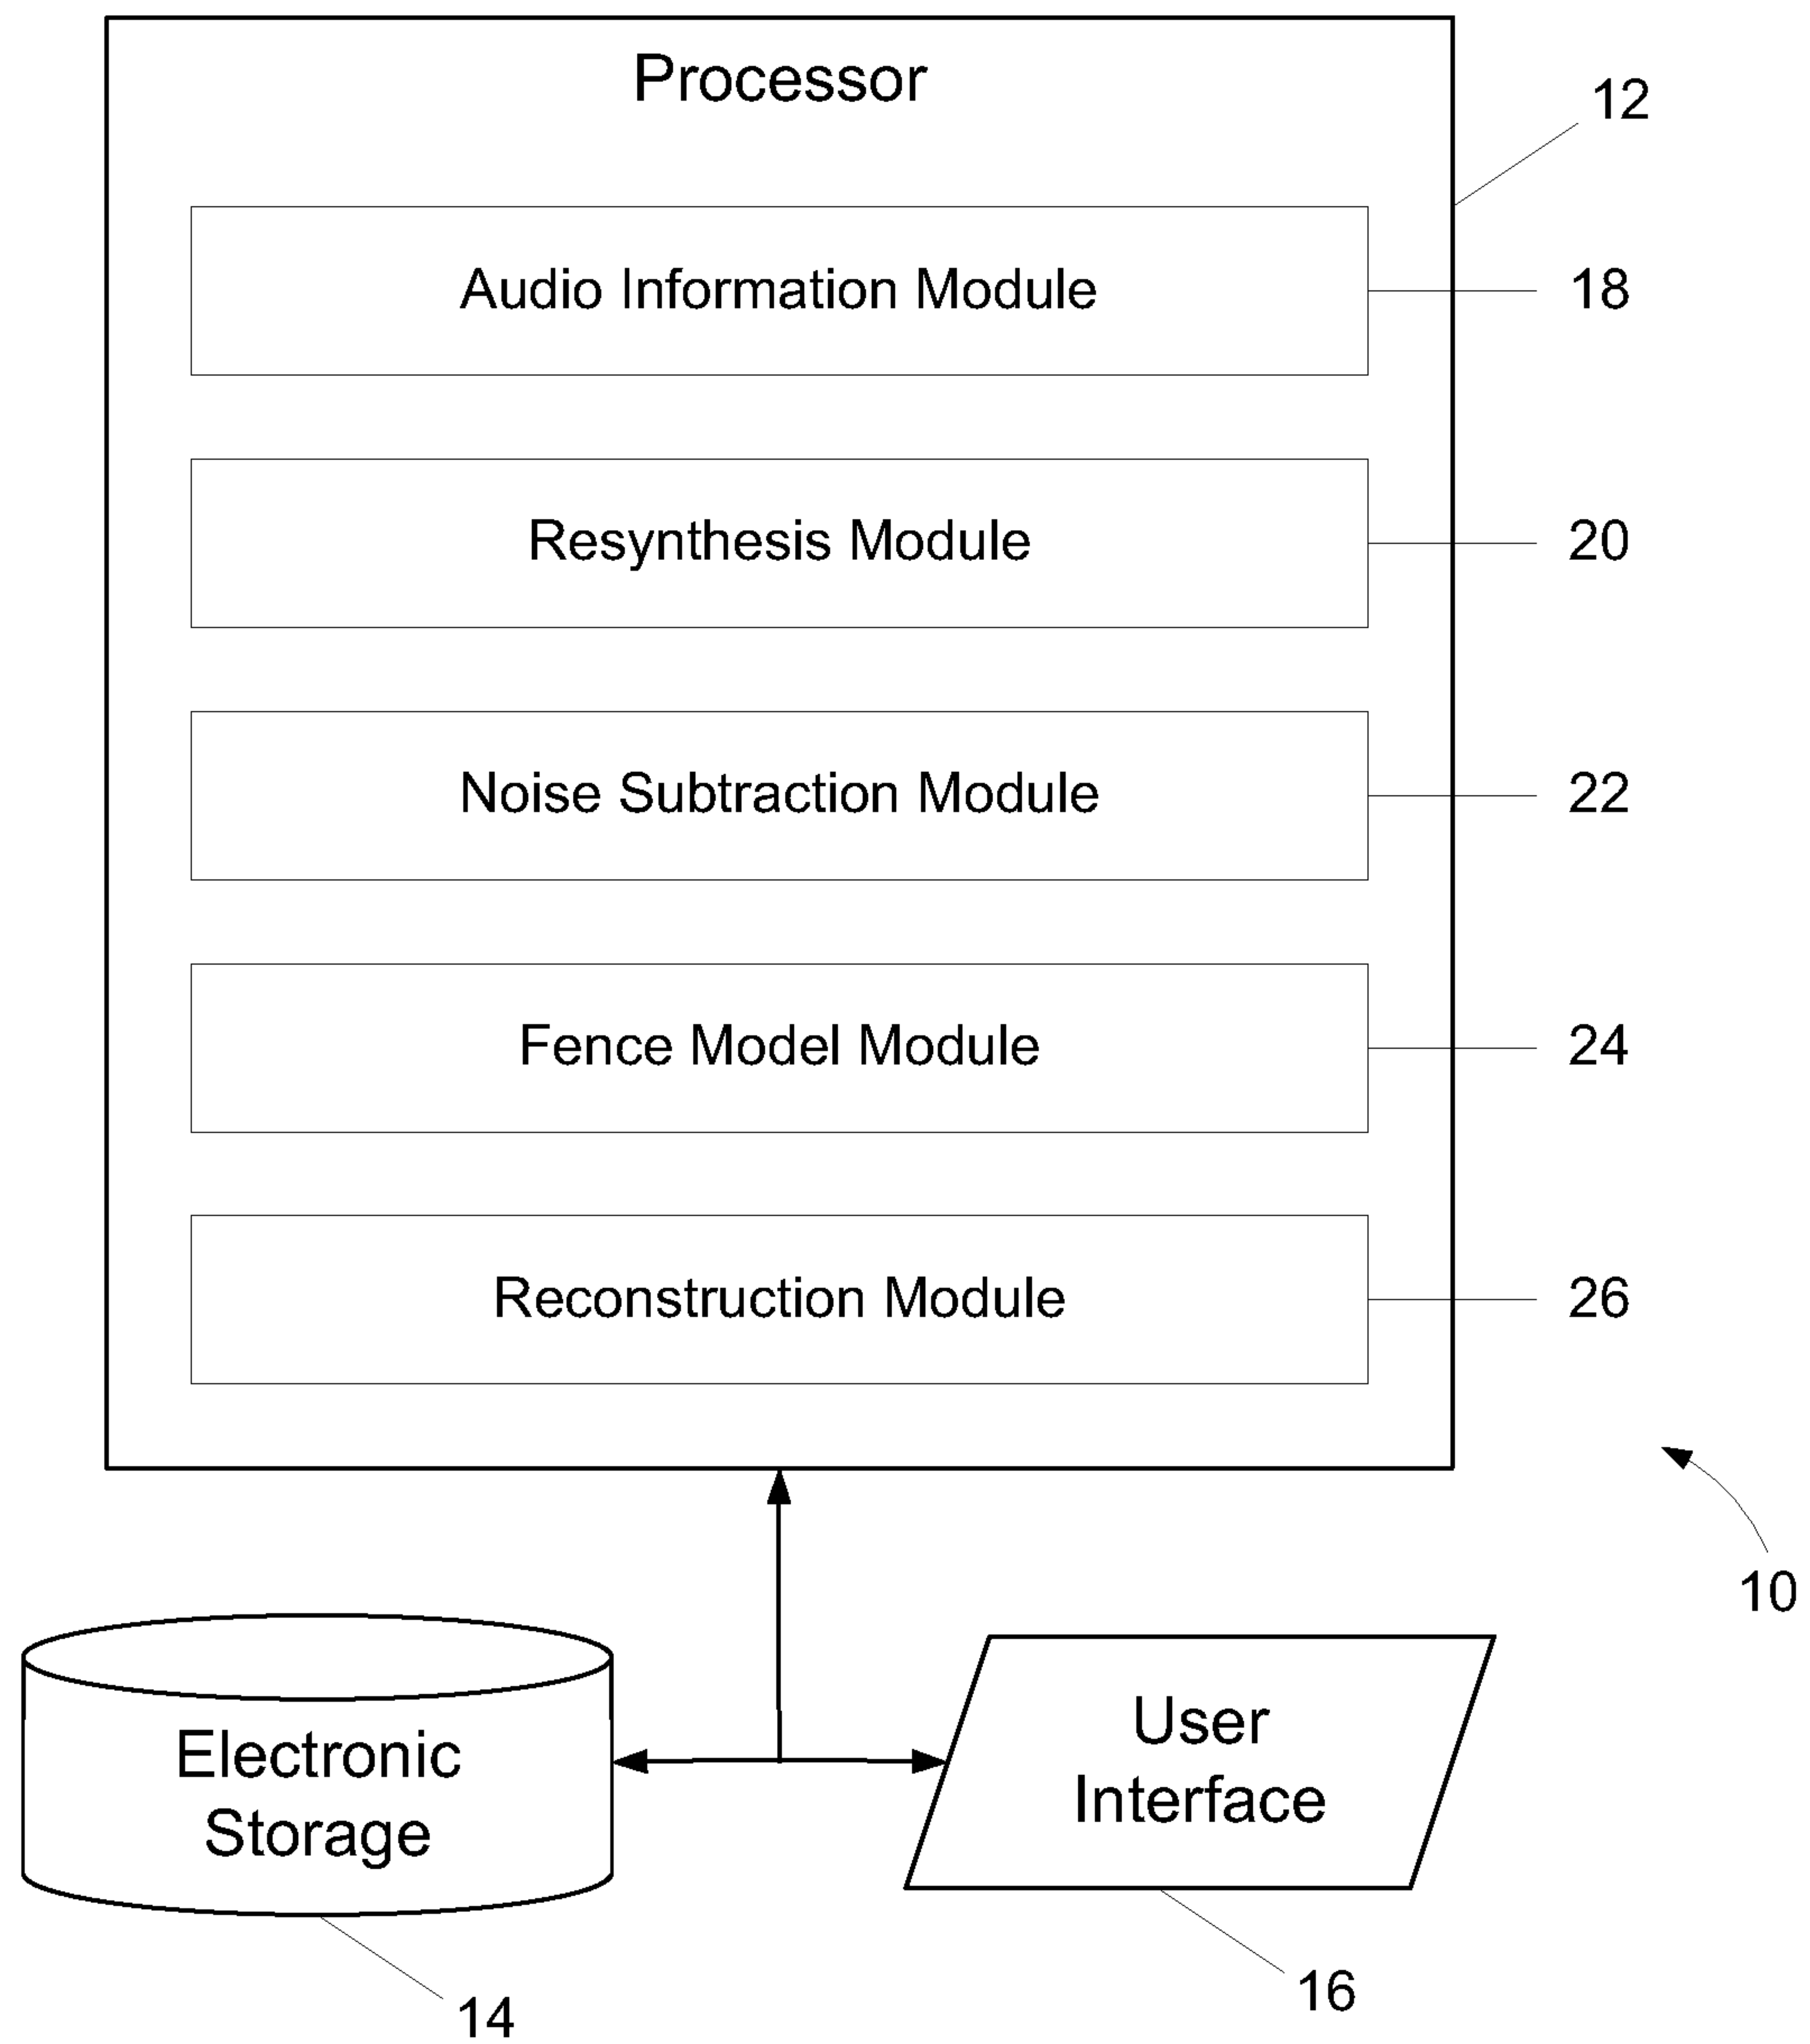 Processor
12
Audio Information Module
18
Resynthesis Module
20
Noise Subtraction Module
22
Fence Model Module
24
Reconstruction Module
26
10
Electronic
Storage
14
User
Interface
16